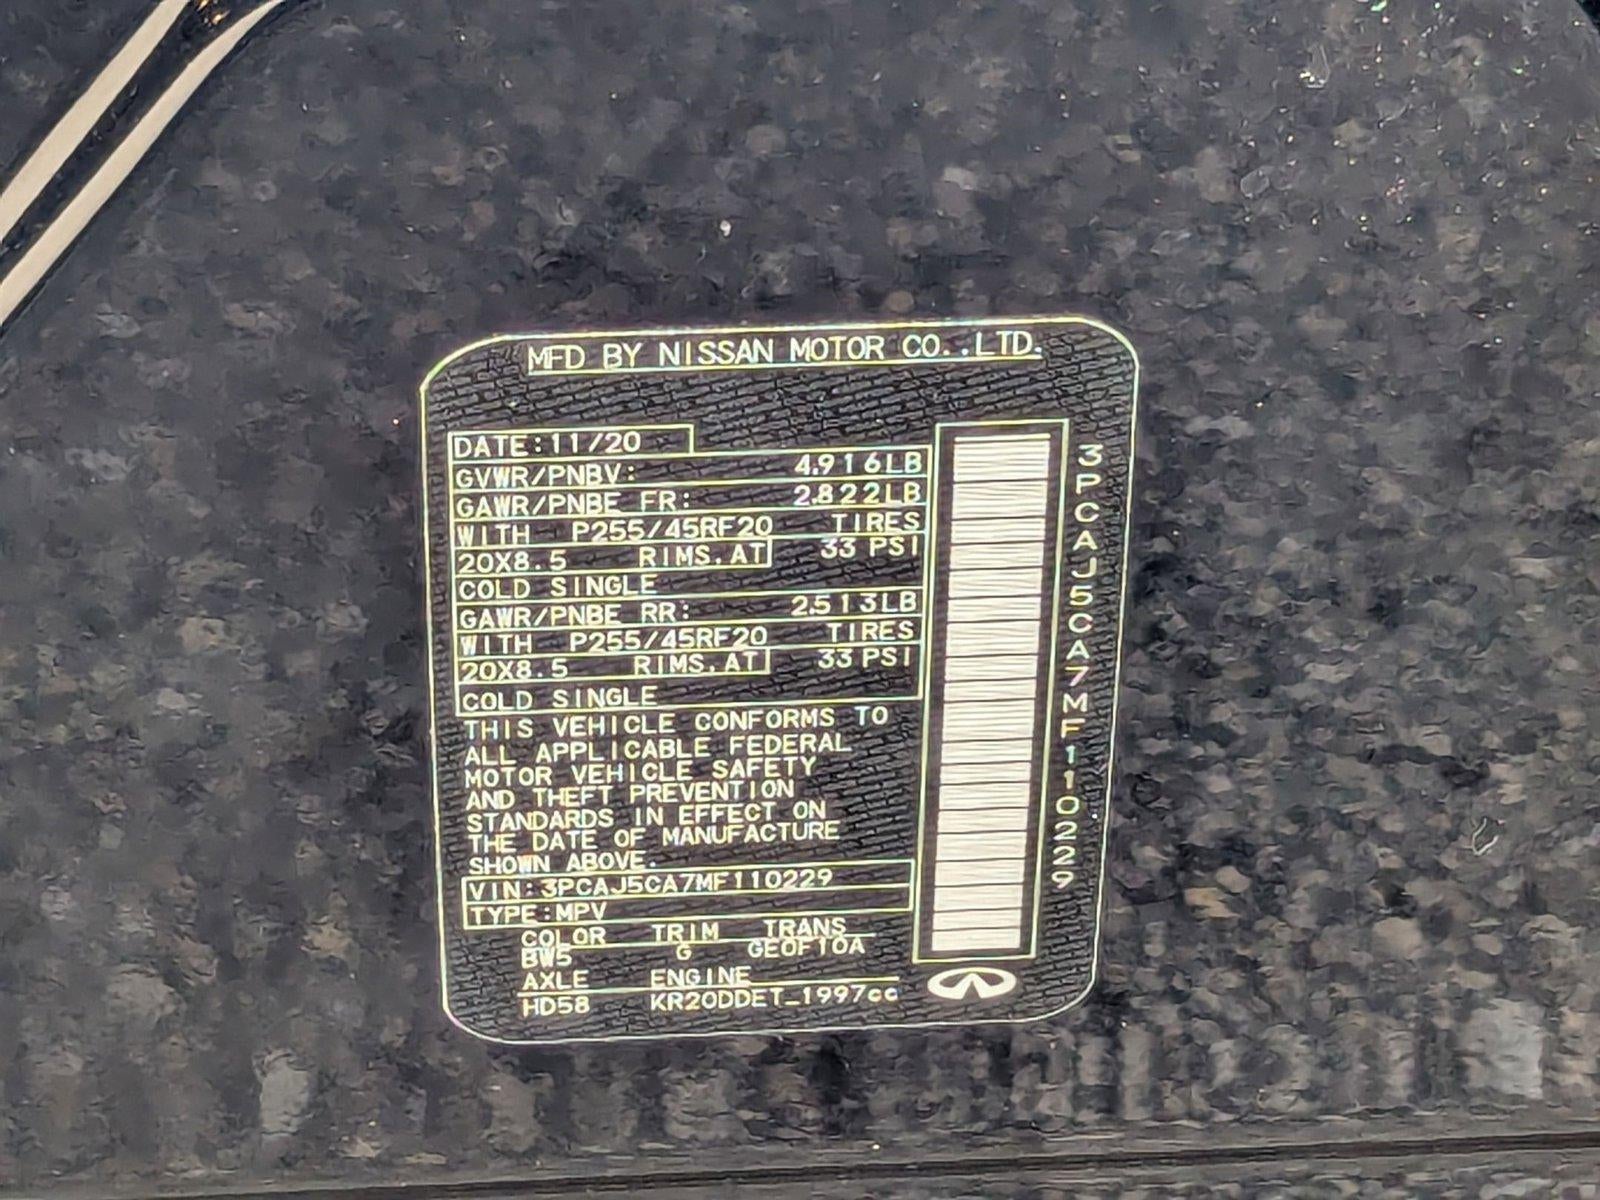 MFD BY NISSAN MOTOR CO.,LTD.
DATE:11/20
GVWR/PNBV: 4.916LB
GAWR/PNBE FR: 2.822LB
WITH P255/45RF20 TIRES
20X8.5 RIMS.AT 33 PSI
COLD SINGLE
GAWR/PNBE RR: 2.513LB
WITH P255/45RF20 TIRES
20X8.5 RIMS.AT 33 PSI
COLD SINGLE
THIS VEHICLE CONFORMS TO
ALL APPLICABLE FEDERAL
MOTOR VEHICLE SAFETY
AND THEFT PREVENTION
STANDARDS IN EFFECT ON
THE DATE OF MANUFACTURE
SHOWN ABOVE.
VIN:3PCAJ5CA7MF110229
TYPE:MPV
COLOR TRIM TRANS
BW5 G GE0F10A
AXLE ENGINE
HD58 KR20DDET_1997cc
3PCAJ5CA7MF110229